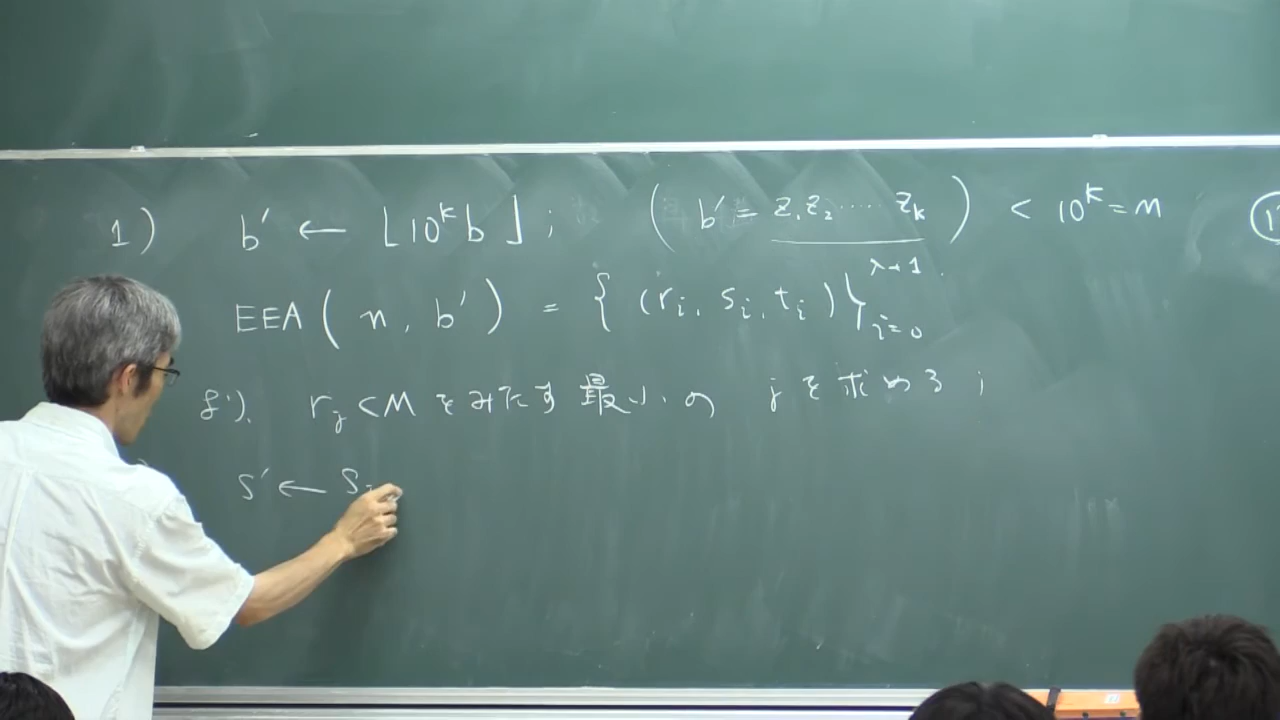 1) b′ ← ⌊10^k b⌋ ; ( b′ = z₁z₂⋯⋯z_k ) < 10^k = n
EEA( n, b′ ) = { (r_i, s_i, t_i) }_{i=0}^{λ+1}
r_j < M をみたす最小の j を求める ;
s′ ← s